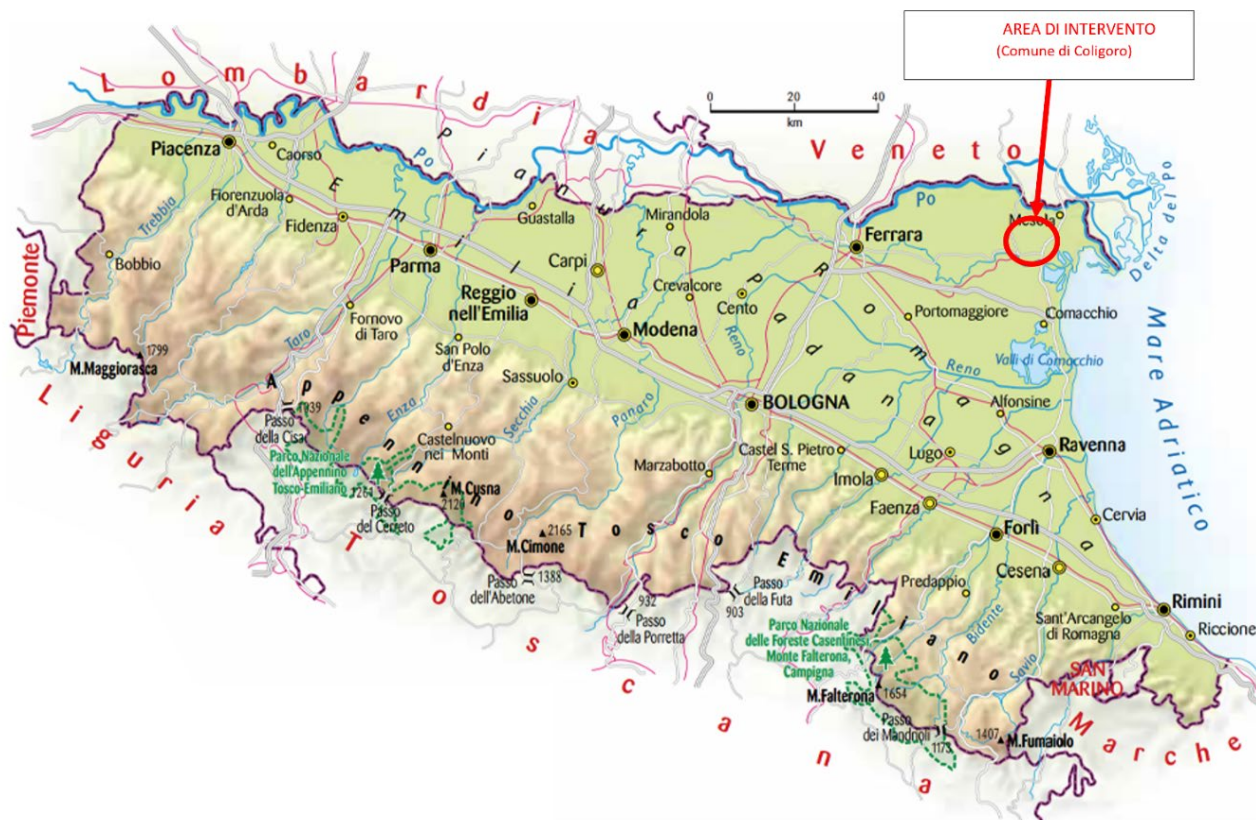 AREA DI INTERVENTO
(Comune di Coligoro)
0 20 40
km
Lombardia
Veneto
Piemonte
Liguria
Toscana
Marche
SAN
MARINO
Emilia
Romagna
Pianura Padana
Appennino Tosco Emiliano
Mare Adriatico
Delta del Po
Po
Po
Piacenza
Caorso
Trebbia
Fiorenzuola
d'Arda
Fidenza
Bobbio
Parma
Guastalla
Mirandola
Ferrara
Mesola
Carpi
Reggio
nell'Emilia
Crevalcore
Cento
Portomaggiore
Comacchio
Valli di Comacchio
Modena
Reno
Reno
Fornovo
di Taro
Taro
San Polo
d'Enza
Enza
Sassuolo
Secchia
Panaro
BOLOGNA
Alfonsine
Ravenna
1799
M.Maggiorasca
1039
Passo
della Cisa
Parco Nazionale
dell'Appennino
Tosco-Emiliano
Castelnuovo
nei Monti
1261
Passo
del Cerreto
M.Cusna
2120
2165
M.Cimone
Marzabotto
Castel S. Pietro
Terme
Lugo
Imola
Faenza
Cervia
Forlì
Cesena
Predappio
Passo
dell'Abetone
1388
932
Passo
della Porretta
903
Passo
della Futa
Parco Nazionale
delle Foreste Casentinesi,
Monte Falterona,
Campigna
Bidente
Savio
Sant'Arcangelo
di Romagna
Rimini
Riccione
M.Falterona
1654
Passo
dei Mandrioli
1173
1407
M.Fumaiolo